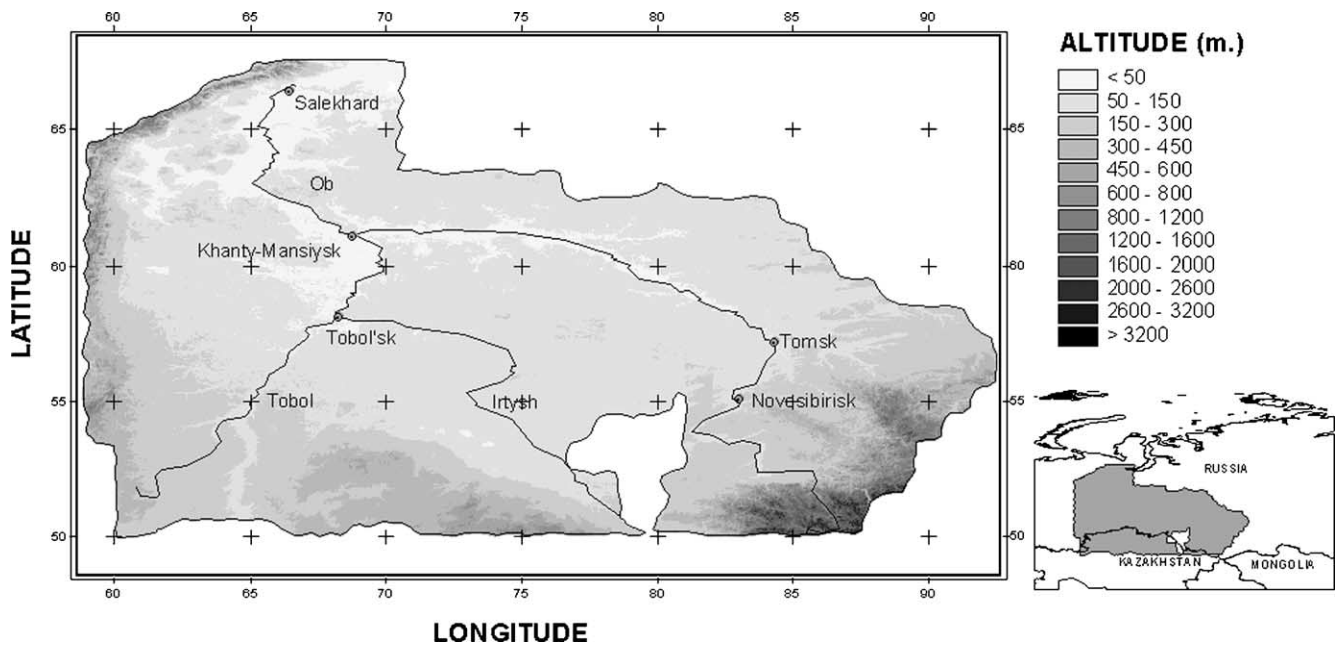 60 65 70 75 80 85 90
ALTITUDE (m.)
< 50
50 - 150
150 - 300
300 - 450
450 - 600
600 - 800
800 - 1200
1200 - 1600
1600 - 2000
2000 - 2600
2600 - 3200
> 3200
LATITUDE
65
60
55
50
Salekhard
Ob
Khanty-Mansiysk
Tobol'sk
Tomsk
Tobol
Irtysh
Novosibirisk
65
60
55
50
60 65 70 75 80 85 90
LONGITUDE
RUSSIA
KAZAKHSTAN
MONGOLIA